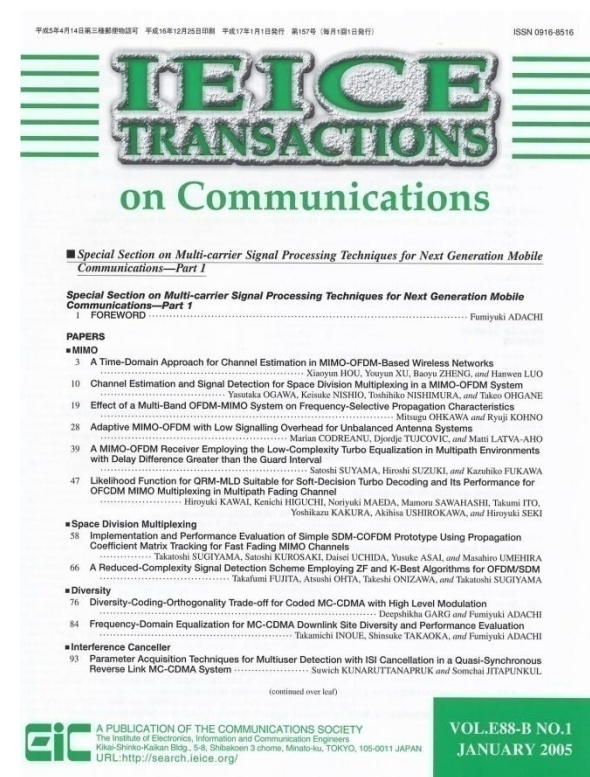 平成5年4月14日第三種郵便物認可 平成16年12月25日印刷 平成17年1月1日発行 第157号（毎月1回1日発行） ISSN 0916-8516
IEICE
TRANSACTIONS
on Communications
■ Special Section on Multi-carrier Signal Processing Techniques for Next Generation Mobile
Communications—Part 1
Special Section on Multi-carrier Signal Processing Techniques for Next Generation Mobile
Communications—Part 1
1 FOREWORD ························ Fumiyuki ADACHI
PAPERS
■ MIMO
3 A Time-Domain Approach for Channel Estimation in MIMO-OFDM-Based Wireless Networks
························ Xiaoyun HOU, Youyun XU, Baoyu ZHENG, and Hanwen LUO
10 Channel Estimation and Signal Detection for Space Division Multiplexing in a MIMO-OFDM System
························ Yasutaka OGAWA, Keisuke NISHIO, Toshihiko NISHIMURA, and Takeo OHGANE
19 Effect of a Multi-Band OFDM-MIMO System on Frequency-Selective Propagation Characteristics
························ Mitsugu OHKAWA and Ryuji KOHNO
28 Adaptive MIMO-OFDM with Low Signalling Overhead for Unbalanced Antenna Systems
························ Marian CODREANU, Djordje TUJCOVIC, and Matti LATVA-AHO
39 A MIMO-OFDM Receiver Employing the Low-Complexity Turbo Equalization in Multipath Environments
with Delay Difference Greater than the Guard Interval
························ Satoshi SUYAMA, Hiroshi SUZUKI, and Kazuhiko FUKAWA
47 Likelihood Function for QRM-MLD Suitable for Soft-Decision Turbo Decoding and Its Performance for
OFCDM MIMO Multiplexing in Multipath Fading Channel
························ Hiroyuki KAWAI, Kenichi HIGUCHI, Noriyuki MAEDA, Mamoru SAWAHASHI, Takumi ITO,
Yoshikazu KAKURA, Akihisa USHIROKAWA, and Hiroyuki SEKI
■ Space Division Multiplexing
58 Implementation and Performance Evaluation of Simple SDM-COFDM Prototype Using Propagation
Coefficient Matrix Tracking for Fast Fading MIMO Channels
························ Takatoshi SUGIYAMA, Satoshi KUROSAKI, Daisei UCHIDA, Yusuke ASAI, and Masahiro UMEHIRA
66 A Reduced-Complexity Signal Detection Scheme Employing ZF and K-Best Algorithms for OFDM/SDM
························ Takafumi FUJITA, Atsushi OHTA, Takeshi ONIZAWA, and Takatoshi SUGIYAMA
■ Diversity
76 Diversity-Coding-Orthogonality Trade-off for Coded MC-CDMA with High Level Modulation
························ Deepshikha GARG and Fumiyuki ADACHI
84 Frequency-Domain Equalization for MC-CDMA Downlink Site Diversity and Performance Evaluation
························ Takamichi INOUE, Shinsuke TAKAOKA, and Fumiyuki ADACHI
■ Interference Canceller
93 Parameter Acquisition Techniques for Multiuser Detection with ISI Cancellation in a Quasi-Synchronous
Reverse Link MC-CDMA System ························ Suwich KUNARUTTANAPRUK and Somchai JITAPUNKUL
(continued over leaf)
EiC
A PUBLICATION OF THE COMMUNICATIONS SOCIETY
The Institute of Electronics, Information and Communication Engineers
Kikai-Shinko-Kaikan Bldg., 5-8, Shibakoen 3 chome, Minato-ku, TOKYO, 105-0011 JAPAN
URL:http://search.ieice.org/
VOL.E88-B NO.1
JANUARY 2005